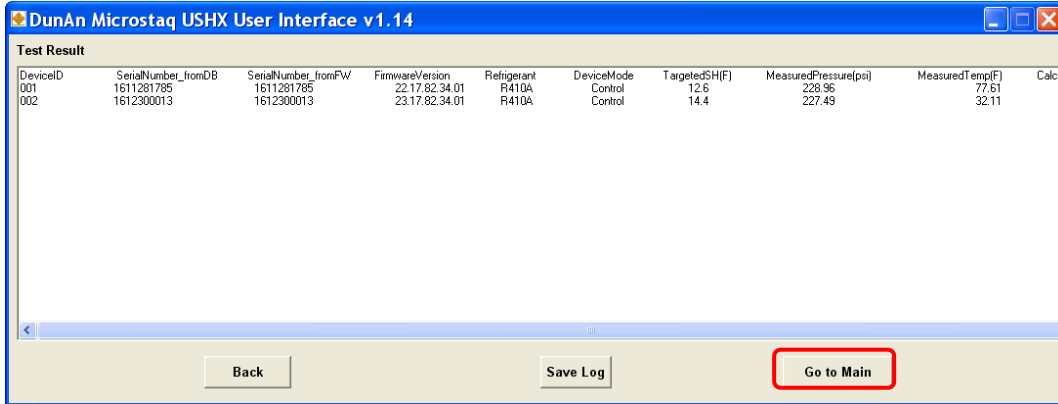 DunAn Microstaq USHX User Interface v1.14
Test Result
DeviceID SerialNumber_fromDB SerialNumber_fromFW FirmwareVersion Refrigerant DeviceMode TargetedSH(F) MeasuredPressure(psi) MeasuredTemp(F) Calc
001 1611281785 1611281785 22.17.82.34.01 R410A Control 12.6 228.96 77.61
002 1612300013 1612300013 23.17.82.34.01 R410A Control 14.4 227.49 32.11
Back Save Log Go to Main